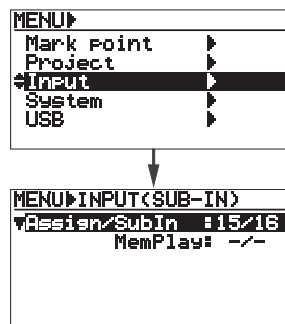 MENU▶
Mark point ▶
Project ▶
Input ▶
System ▶
USB ▶
MENU▶INPUT(SUB-IN)
▼Assign/SubIn :15/16
MemPlay: -/-